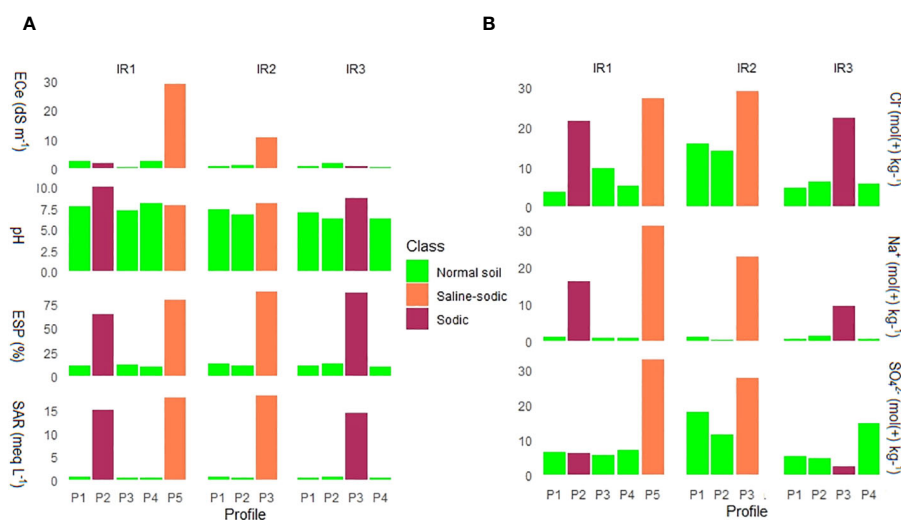 A
B
IR1 IR2 IR3
IR1 IR2 IR3
ECe (dS m⁻¹)
30
20
10
0
pH
10.0
7.5
5.0
2.5
0.0
ESP (%)
75
50
25
0
SAR (meq L⁻¹)
15
10
5
0
P1 P2 P3 P4 P5 P1 P2 P3 P1 P2 P3 P4
Profile
Class
Normal soil
Saline-sodic
Sodic
Cl⁻ (mol(+) kg⁻¹)
30
20
10
0
Na⁺ (mol(+) kg⁻¹)
30
20
10
0
SO₄²⁻ (mol(+) kg⁻¹)
30
20
10
0
P1 P2 P3 P4 P5 P1 P2 P3 . P1 P2 P3 P4
Profile